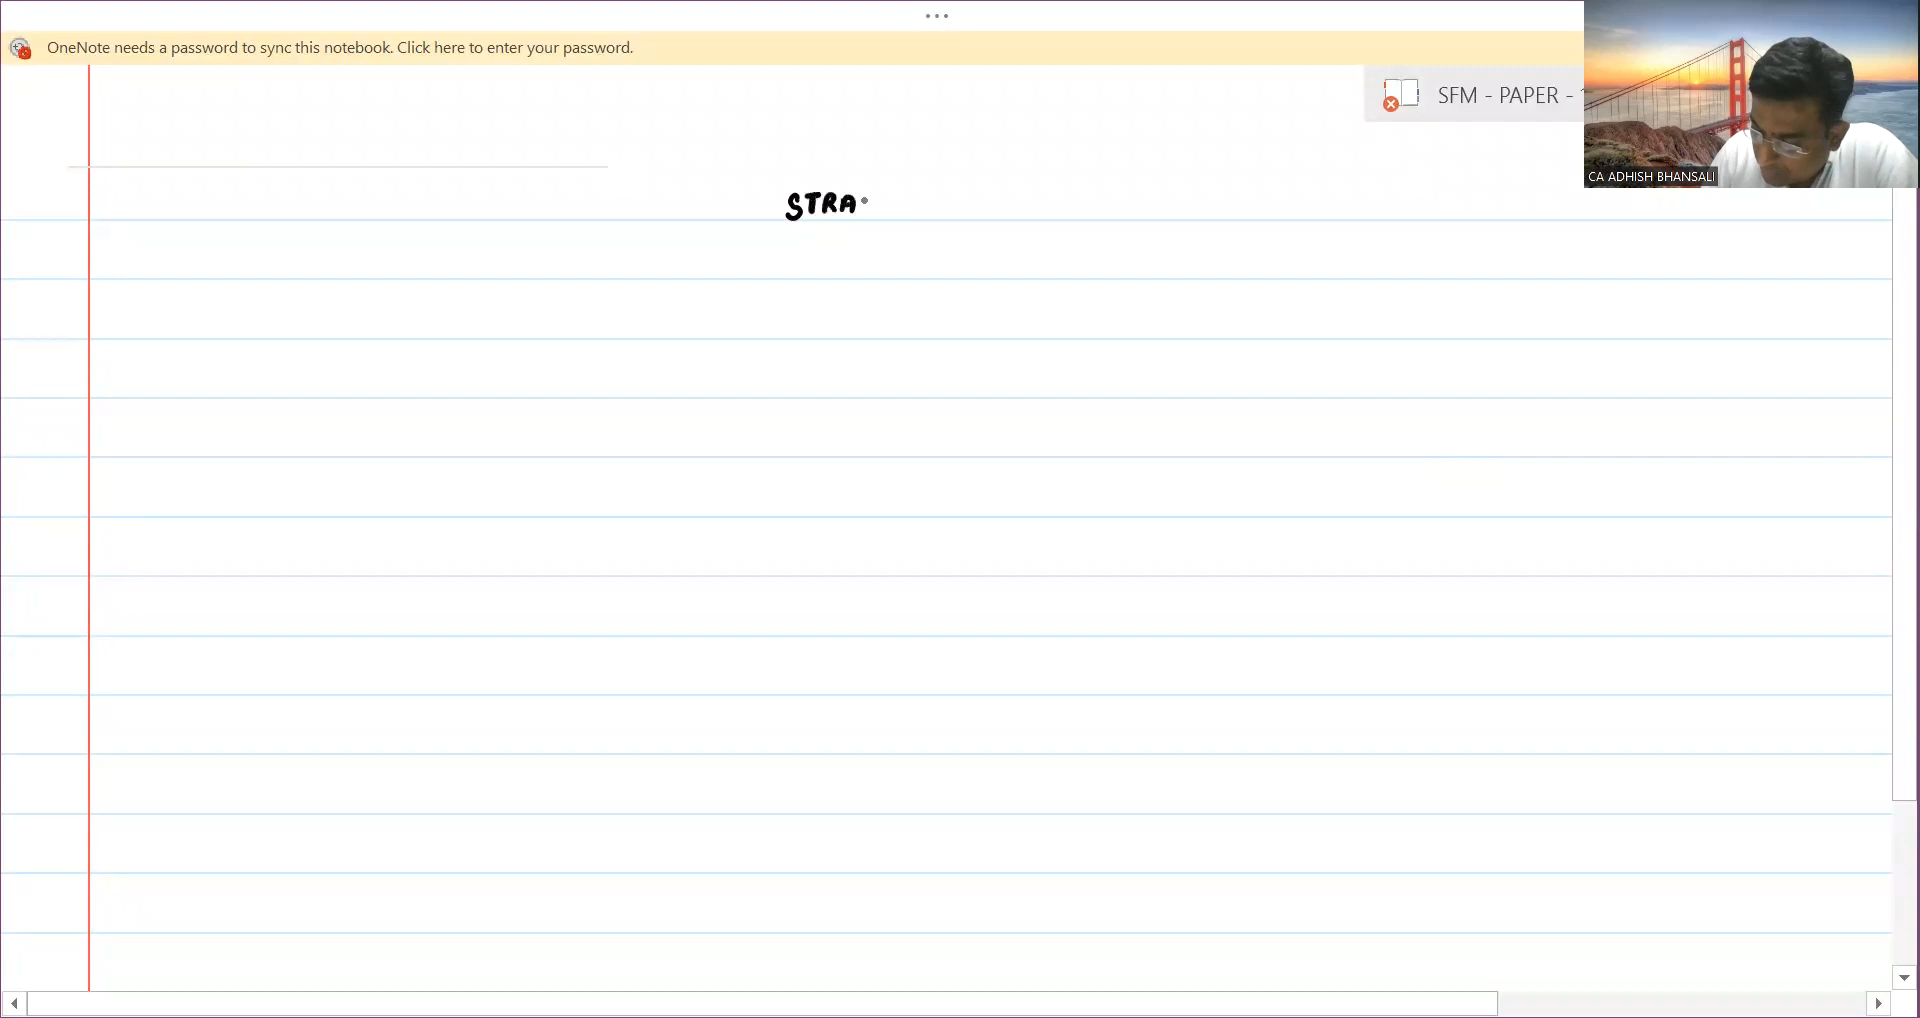 OneNote needs a password to sync this notebook. Click here to enter your password.
SFM - PAPER -
CA ADHISH BHANSALI
STRA